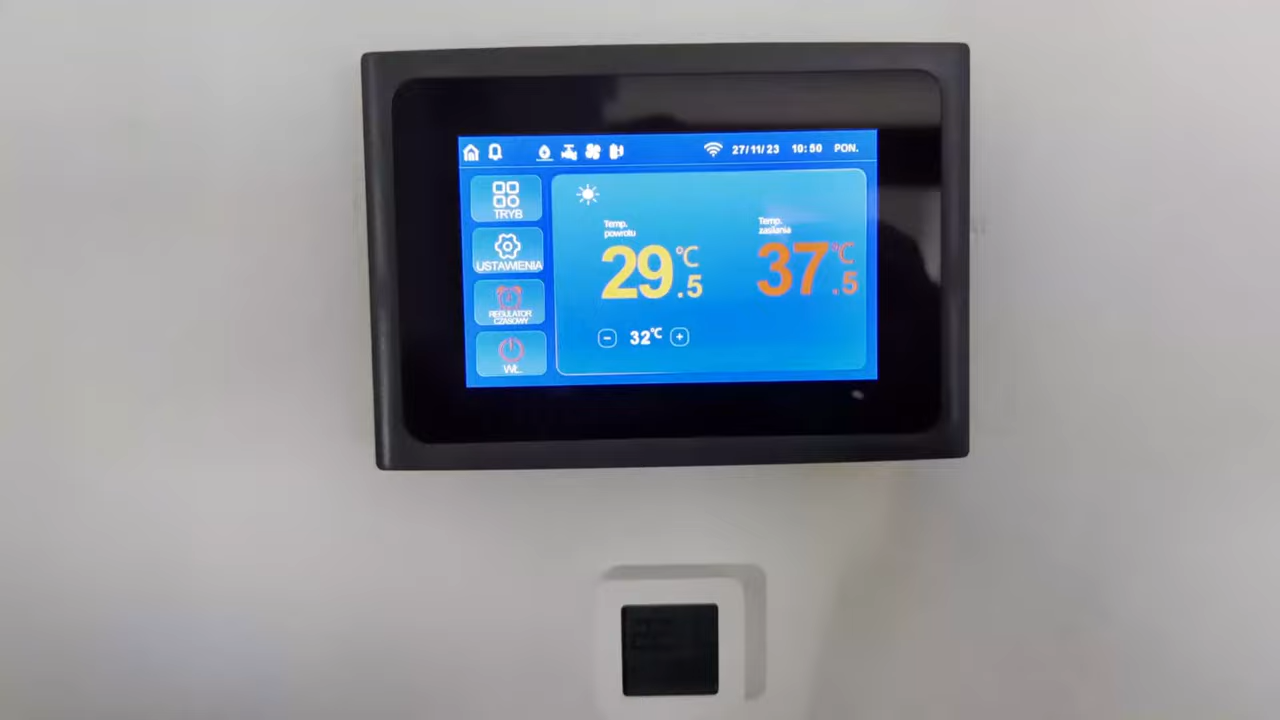 27/11/23 10:50 PON.
TRYB
USTAWIENIA
REGULATOR
CZASOWY
WŁ.
Temp.
powrotu
29.5°C
Temp.
zasilania
37.5°C
- 32°C +